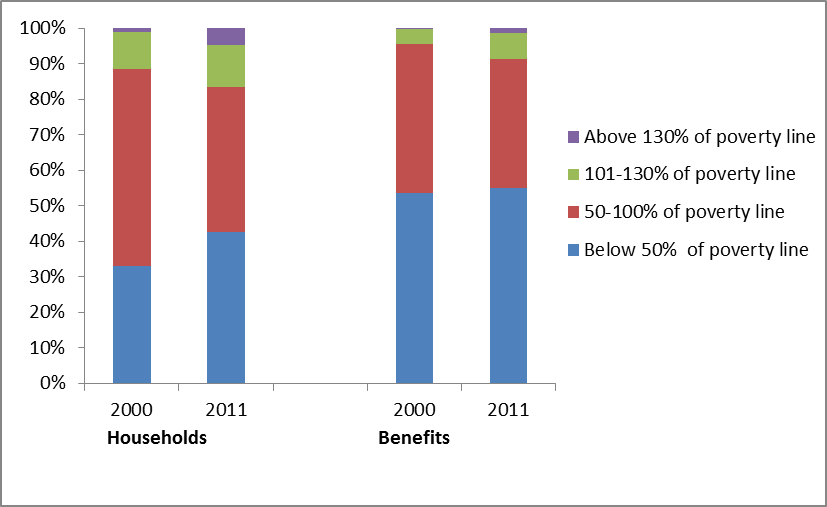 100%
90%
80%
70%
60%
50%
40%
30%
20%
10%
0%
2000 2011 2000 2011
Households Benefits
Above 130% of poverty line
101-130% of poverty line
50-100% of poverty line
Below 50%  of poverty line